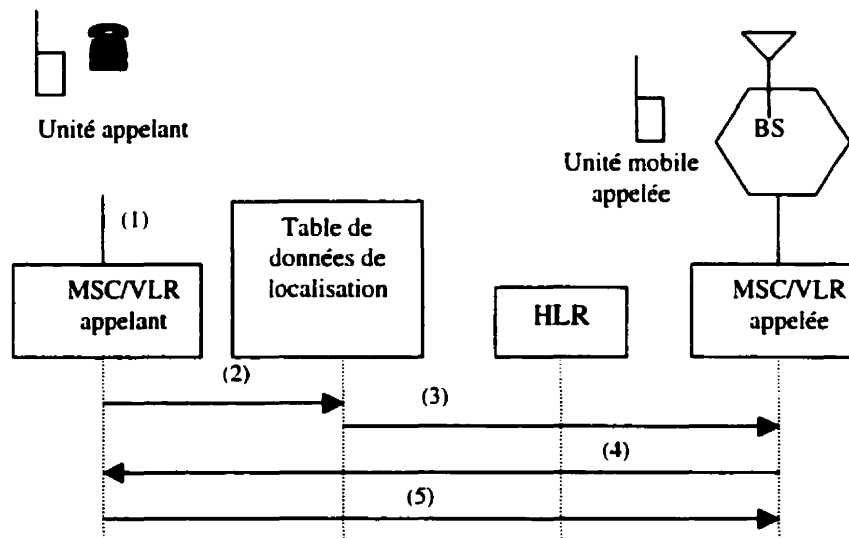 Unité appelant
BS
Unité mobile
appelée
(1)
Table de
données de
localisation
MSC/VLR
appelant
HLR
MSC/VLR
appelée
(2)
(3)
(4)
(5)